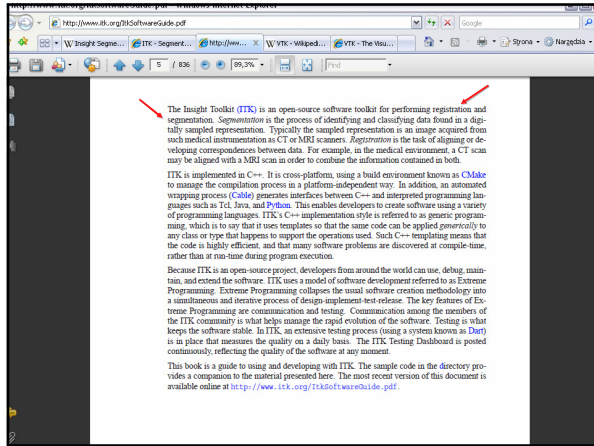 http://www.itk.org/ItkSoftwareGuide.pdf - Windows Internet Explorer
http://www.itk.org/ItkSoftwareGuide.pdf
Google
W Insight Segme...
ITK - Segment...
http://ww...
X
W VTK - Wikipedi...
VTK - The Visu...
Strona
Narzędzia
5 / 836
89,3%
Find
The Insight Toolkit (ITK) is an open-source software toolkit for performing registration and
segmentation. Segmentation is the process of identifying and classifying data found in a digi-
tally sampled representation. Typically the sampled representation is an image acquired from
such medical instrumentation as CT or MRI scanners. Registration is the task of aligning or de-
veloping correspondences between data. For example, in the medical environment, a CT scan
may be aligned with a MRI scan in order to combine the information contained in both.
ITK is implemented in C++. It is cross-platform, using a build environment known as CMake
to manage the compilation process in a platform-independent way. In addition, an automated
wrapping process (Cable) generates interfaces between C++ and interpreted programming lan-
guages such as Tcl, Java, and Python. This enables developers to create software using a variety
of programming languages. ITK's C++ implementation style is referred to as generic program-
ming, which is to say that it uses templates so that the same code can be applied generically to
any class or type that happens to support the operations used. Such C++ templating means that
the code is highly efficient, and that many software problems are discovered at compile-time,
rather than at run-time during program execution.
Because ITK is an open-source project, developers from around the world can use, debug, main-
tain, and extend the software. ITK uses a model of software development referred to as Extreme
Programming. Extreme Programming collapses the usual software creation methodology into
a simultaneous and iterative process of design-implement-test-release. The key features of Ex-
treme Programming are communication and testing. Communication among the members of
the ITK community is what helps manage the rapid evolution of the software. Testing is what
keeps the software stable. In ITK, an extensive testing process (using a system known as Dart)
is in place that measures the quality on a daily basis. The ITK Testing Dashboard is posted
continuously, reflecting the quality of the software at any moment.
This book is a guide to using and developing with ITK. The sample code in the directory pro-
vides a companion to the material presented here. The most recent version of this document is
available online at http://www.itk.org/ItkSoftwareGuide.pdf.